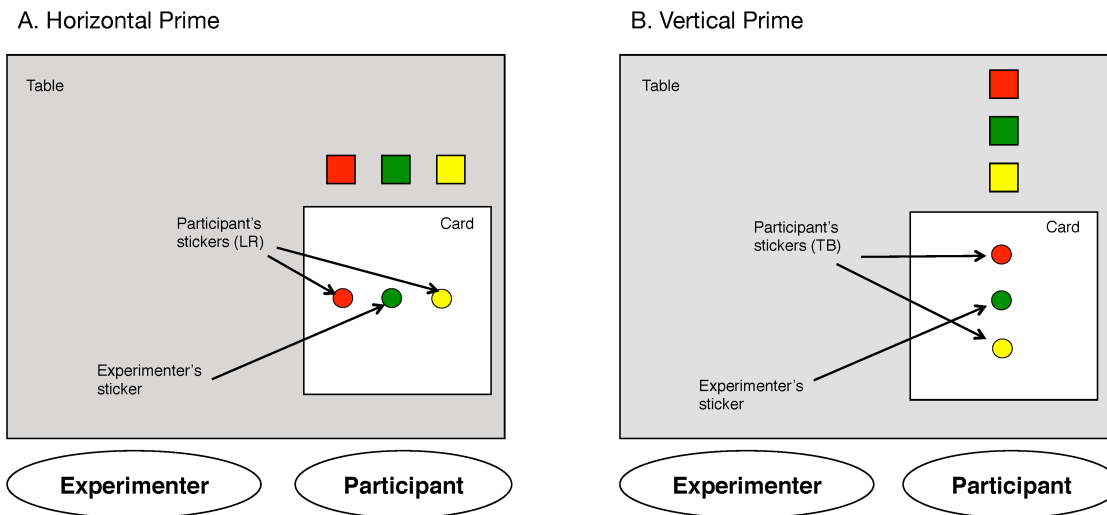 A. Horizontal Prime
Table
Participant's
stickers (LR)
Card
Experimenter's
sticker
Experimenter
Participant
B. Vertical Prime
Table
Participant's
stickers (TB)
Card
Experimenter's
sticker
Experimenter
Participant